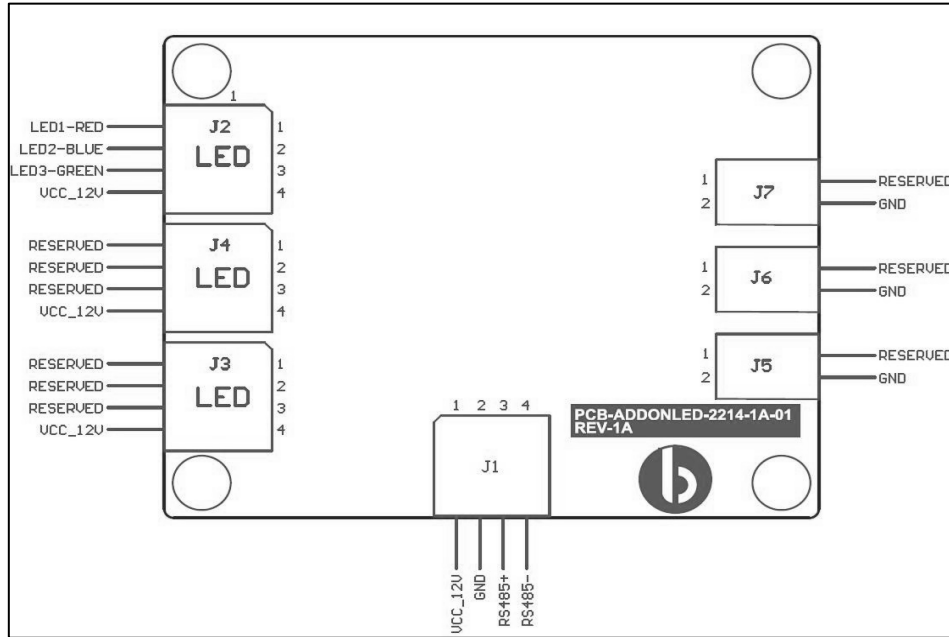 1
LED1-RED J2 1
LED2-BLUE LED 2
LED3-GREEN 3
VCC_12V 4
RESERVED J4 1
RESERVED LED 2
RESERVED 3
VCC_12V 4
RESERVED J3 1
RESERVED LED 2
RESERVED 3
VCC_12V 4
1 J7 RESERVED
2 GND
1 J6 RESERVED
2 GND
1 J5 RESERVED
2 GND
PCB-ADDONLED-2214-1A-01
REV-1A
1 2 3 4
J1
VCC_12V
GND
RS485+
RS485-
b